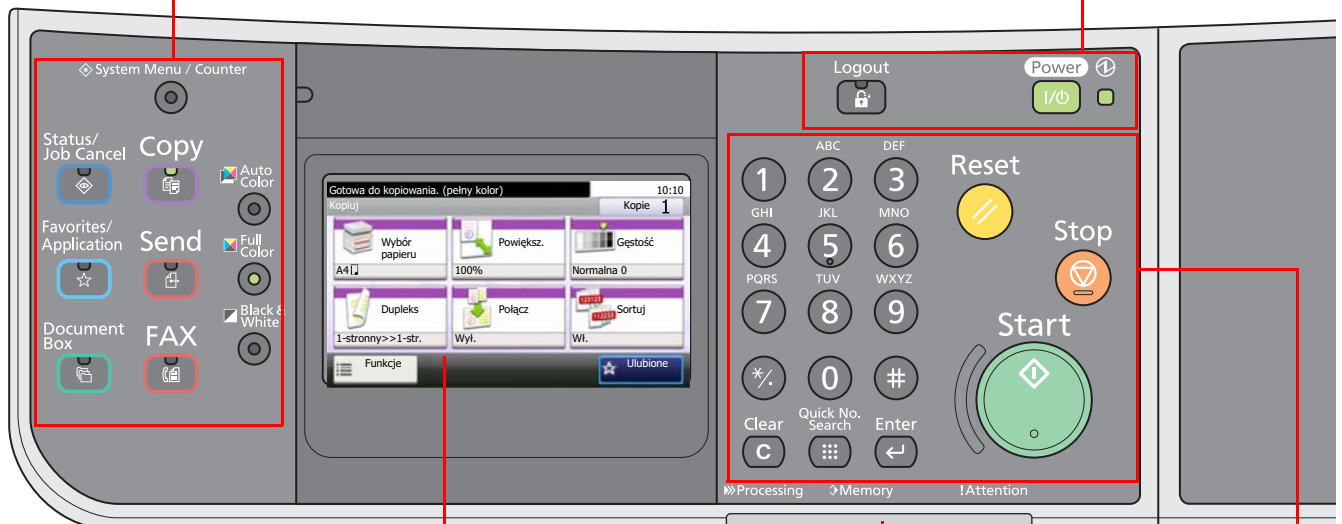 System Menu / Counter
Status/
Job Cancel
Copy
Auto
Color
Favorites/
Application
Send
Full
Color
Document
Box
FAX
Black &
White
Gotowa do kopiowania. (pełny kolor)
10:10
Kopiuj
Kopie 1
Wybór
papieru
A4
Powiększ.
100%
Gęstość
Normalna 0
Dupleks
1-stronny>>1-str.
Połącz
Wył.
123123
112233
Sortuj
Wł.
Funkcje
Ulubione
Logout
Power
I/
ABC DEF
1 2 3
GHI JKL MNO
4 5 6
PQRS TUV WXYZ
7 8 9
*/. 0 #
Clear
Quick No.
Search
Enter
C
Reset
Stop
Start
Processing
Memory
!Attention